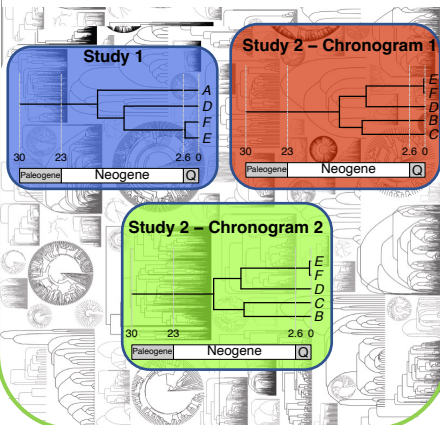 Study 1
A
D
F
E
30 23 2.6 0
Paleogene Neogene Q
Study 2 – Chronogram 1
E
F
D
B
C
30 23 2.6 0
Paleogene Neogene Q
Study 2 – Chronogram 2
E
F
D
C
B
30 23 2.6 0
Paleogene Neogene Q